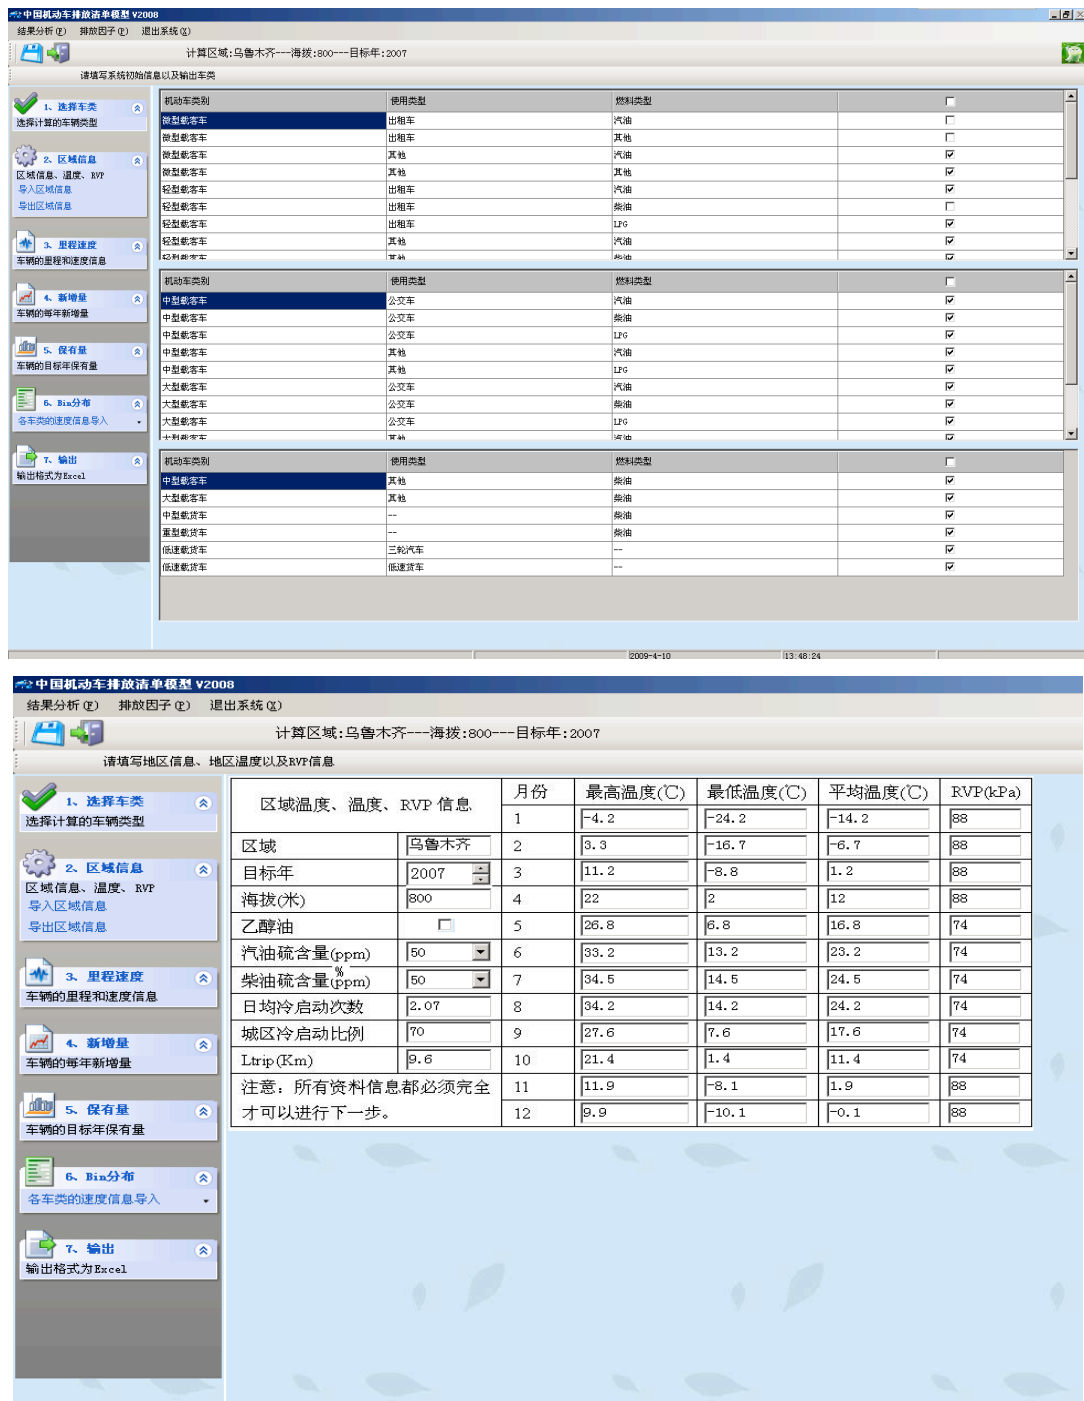 中国机动车排放清单模型 V2008
结果分析(F) 排放因子(P) 退出系统(X)
计算区域:乌鲁木齐---海拨:800---目标年:2007
请填写系统初始信息以及输出车类
1、选择车类
选择计算的车辆类型
2、区域信息
区域信息、温度、RVP
导入区域信息
导出区域信息
3、里程速度
车辆的里程和速度信息
4、新增量
车辆的每年新增量
5、保有量
车辆的目标年保有量
6、Bin分布
各车类的速度信息导入
7、输出
输出格式为Excel
机动车类别 使用类型 燃料类型
微型载客车 出租车 汽油
微型载客车 出租车 其他
微型载客车 其他 汽油
微型载客车 其他 其他
轻型载客车 出租车 汽油
轻型载客车 出租车 柴油
轻型载客车 出租车 LPG
轻型载客车 其他 汽油
轻型载客车 其他 柴油
机动车类别 使用类型 燃料类型
中型载客车 公交车 汽油
中型载客车 公交车 柴油
中型载客车 公交车 LPG
中型载客车 其他 汽油
中型载客车 其他 LPG
大型载客车 公交车 汽油
大型载客车 公交车 柴油
大型载客车 公交车 LPG
大型载客车 其他 汽油
机动车类别 使用类型 燃料类型
中型载客车 其他 柴油
大型载客车 其他 柴油
中型载货车 -- 柴油
重型载货车 -- 柴油
低速载货车 三轮汽车 --
低速载货车 低速货车 --
2009-4-10 13:48:24
中国机动车排放清单模型 V2008
结果分析(F) 排放因子(P) 退出系统(X)
计算区域:乌鲁木齐---海拨:800---目标年:2007
请填写地区信息、地区温度以及RVP信息
1、选择车类
选择计算的车辆类型
2、区域信息
区域信息、温度、RVP
导入区域信息
导出区域信息
3、里程速度
车辆的里程和速度信息
4、新增量
车辆的每年新增量
5、保有量
车辆的目标年保有量
6、Bin分布
各车类的速度信息导入
7、输出
输出格式为Excel
区域温度、温度、RVP 信息 月份 最高温度(℃) 最低温度(℃) 平均温度(℃) RVP(kPa)
1 -4.2 -24.2 -14.2 88
区域 乌鲁木齐 2 3.3 -16.7 -6.7 88
目标年 2007 3 11.2 -8.8 1.2 88
海拔(米) 800 4 22 2 12 88
乙醇油 5 26.8 6.8 16.8 74
汽油硫含量(ppm) 50 6 33.2 13.2 23.2 74
柴油硫含量(ppm) % 50 7 34.5 14.5 24.5 74
日均冷启动次数 2.07 8 34.2 14.2 24.2 74
城区冷启动比例 70 9 27.6 7.6 17.6 74
Ltrip(Km) 9.6 10 21.4 1.4 11.4 74
注意：所有资料信息都必须完全 11 11.9 -8.1 1.9 88
才可以进行下一步。 12 9.9 -10.1 -0.1 88